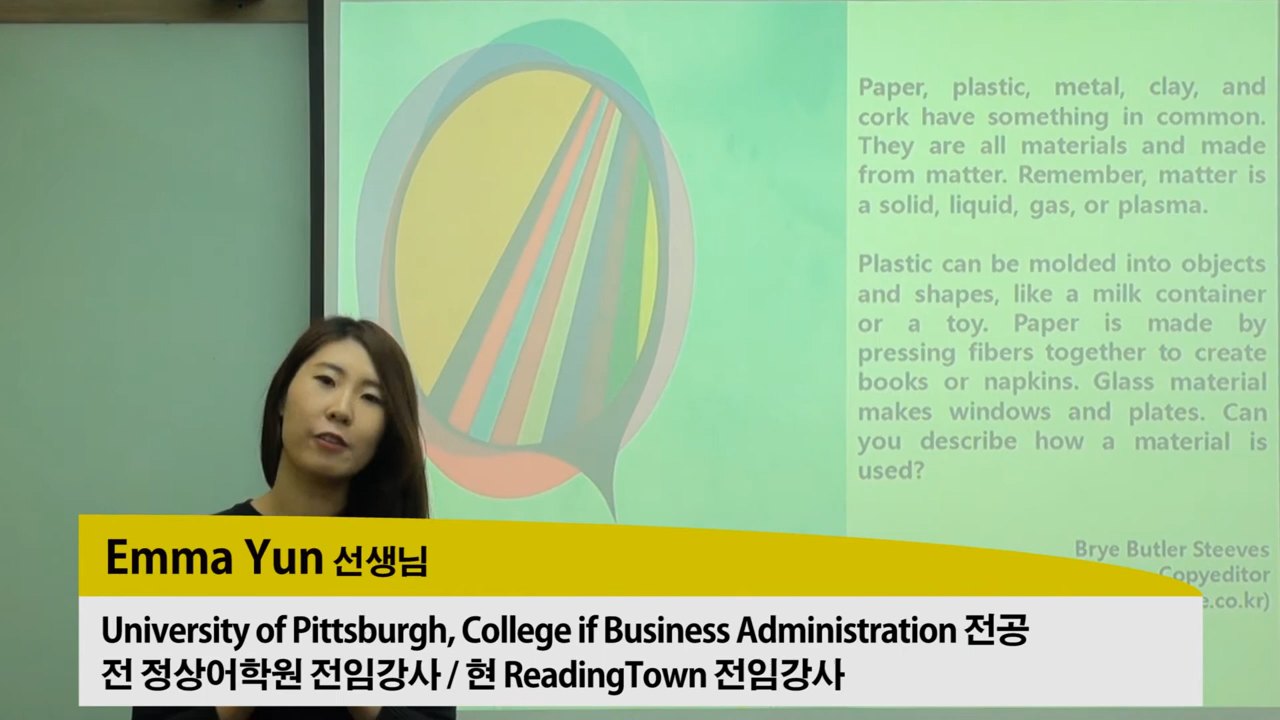 Paper, plastic, metal, clay, and
cork have something in common.
They are all materials and made
from matter. Remember, matter is
a solid, liquid, gas, or plasma.
Plastic can be molded into objects
and shapes, like a milk container
or a toy. Paper is made by
pressing fibers together to create
books or napkins. Glass material
makes windows and plates. Can
you describe how a material is
used?
Brye Butler Steeves
Copyeditor
e.co.kr)
Emma Yun 선생님
University of Pittsburgh, College if Business Administration 전공
전 정상어학원 전임강사 / 현 ReadingTown 전임강사